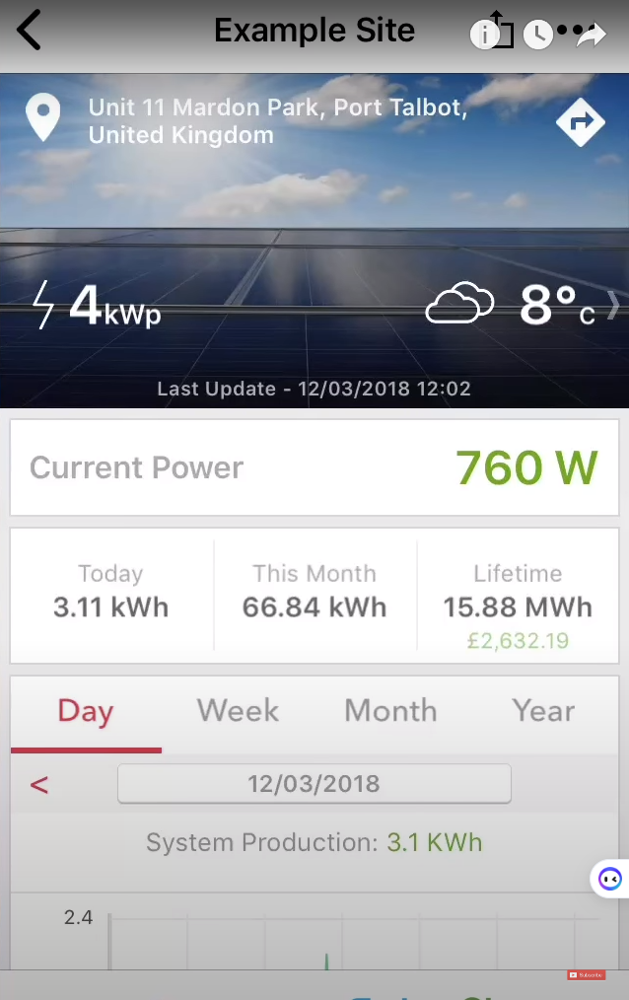 Example Site
Unit 11 Mardon Park, Port Talbot,
United Kingdom
4kWp
8°c
Last Update - 12/03/2018 12:02
Current Power
760 W
Today
This Month
Lifetime
3.11 kWh
66.84 kWh
15.88 MWh
£2,632.19
Day
Week
Month
Year
<
12/03/2018
System Production: 3.1 KWh
2.4
Subscribe